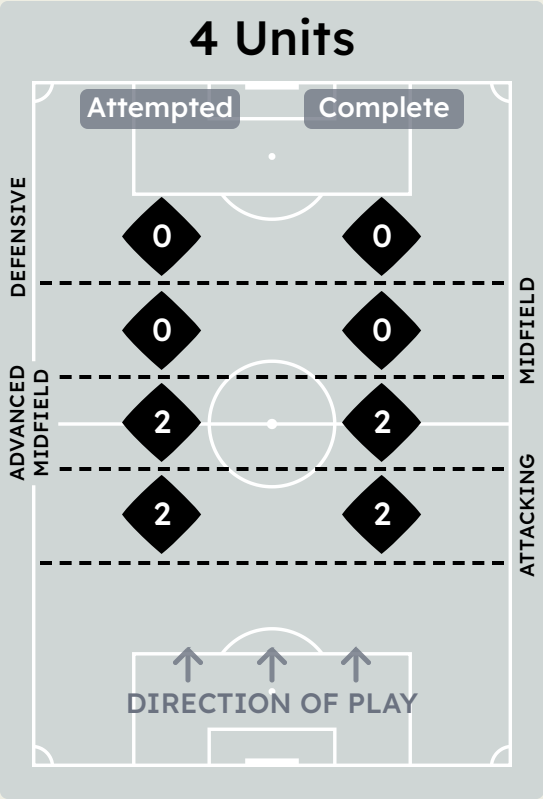 4 Units
Attempted Complete
DEFENSIVE
0 0
MIDFIELD
0 0
ADVANCED
MIDFIELD
2 2
ATTACKING
2 2
DIRECTION OF PLAY